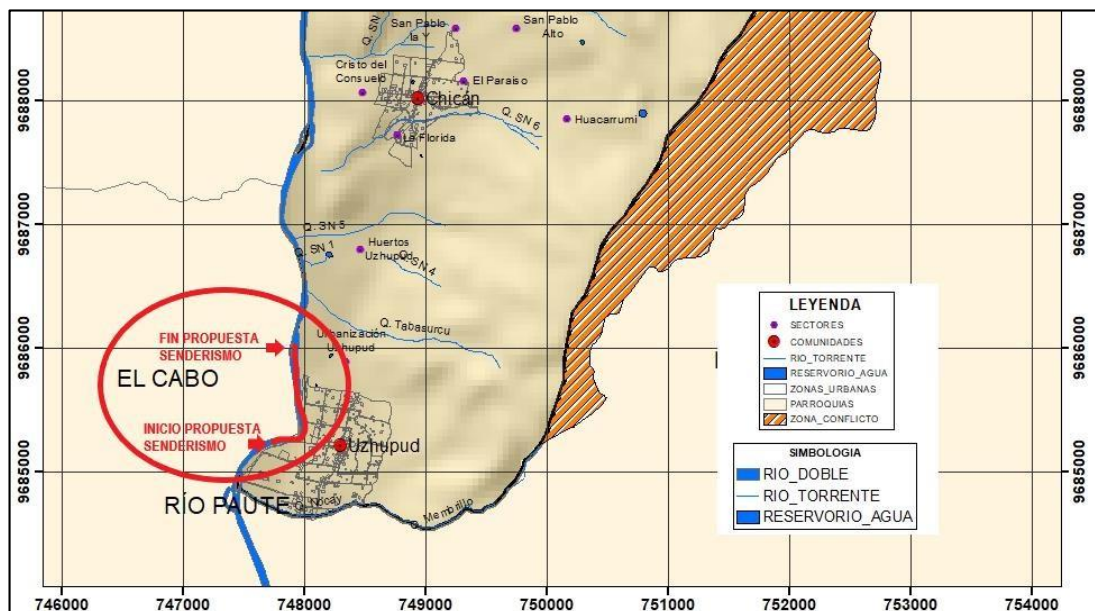 San Pablo
la Y
San Pablo
Alto
Q. SN
Cristo del
Consuelo
El Paraiso
Chicán
Q. SN 6
Huacarrumi
La Florida
Q. SN 1
Huertos
Uzhupud
Q. SN 4
Q. Tabasurcu
Urbanización
Uzhupud
FIN PROPUESTA
SENDERISMO
EL CABO
INICIO PROPUESTA
SENDERISMO
Uzhupud
RÍO PAUTE
Q. Nocay
Q. Membrillo
LEYENDA
SECTORES
COMUNIDADES
RIO_TORRENTE
RESERVORIO_AGUA
ZONAS_URBANAS
PARROQUIAS
ZONA_CONFLICTO
SIMBOLOGIA
RIO_DOBLE
RIO_TORRENTE
RESERVORIO_AGUA
9688000
9687000
9686000
9685000
9688000
9687000
9686000
9685000
746000 747000 748000 749000 750000 751000 752000 753000 754000